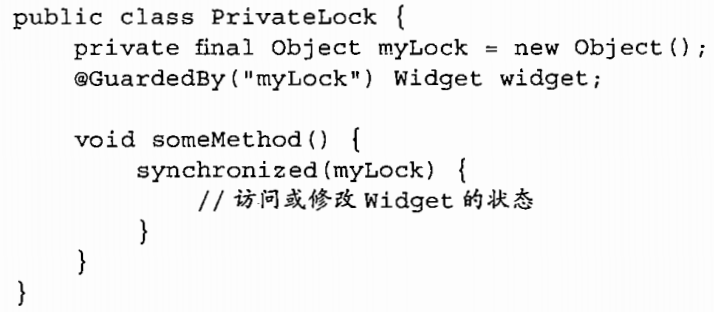 public class PrivateLock {
    private final Object myLock = new Object();
    @GuardedBy("myLock") Widget widget;

    void someMethod() {
        synchronized(myLock) {
            // 访问或修改 Widget 的状态
        }
    }
}